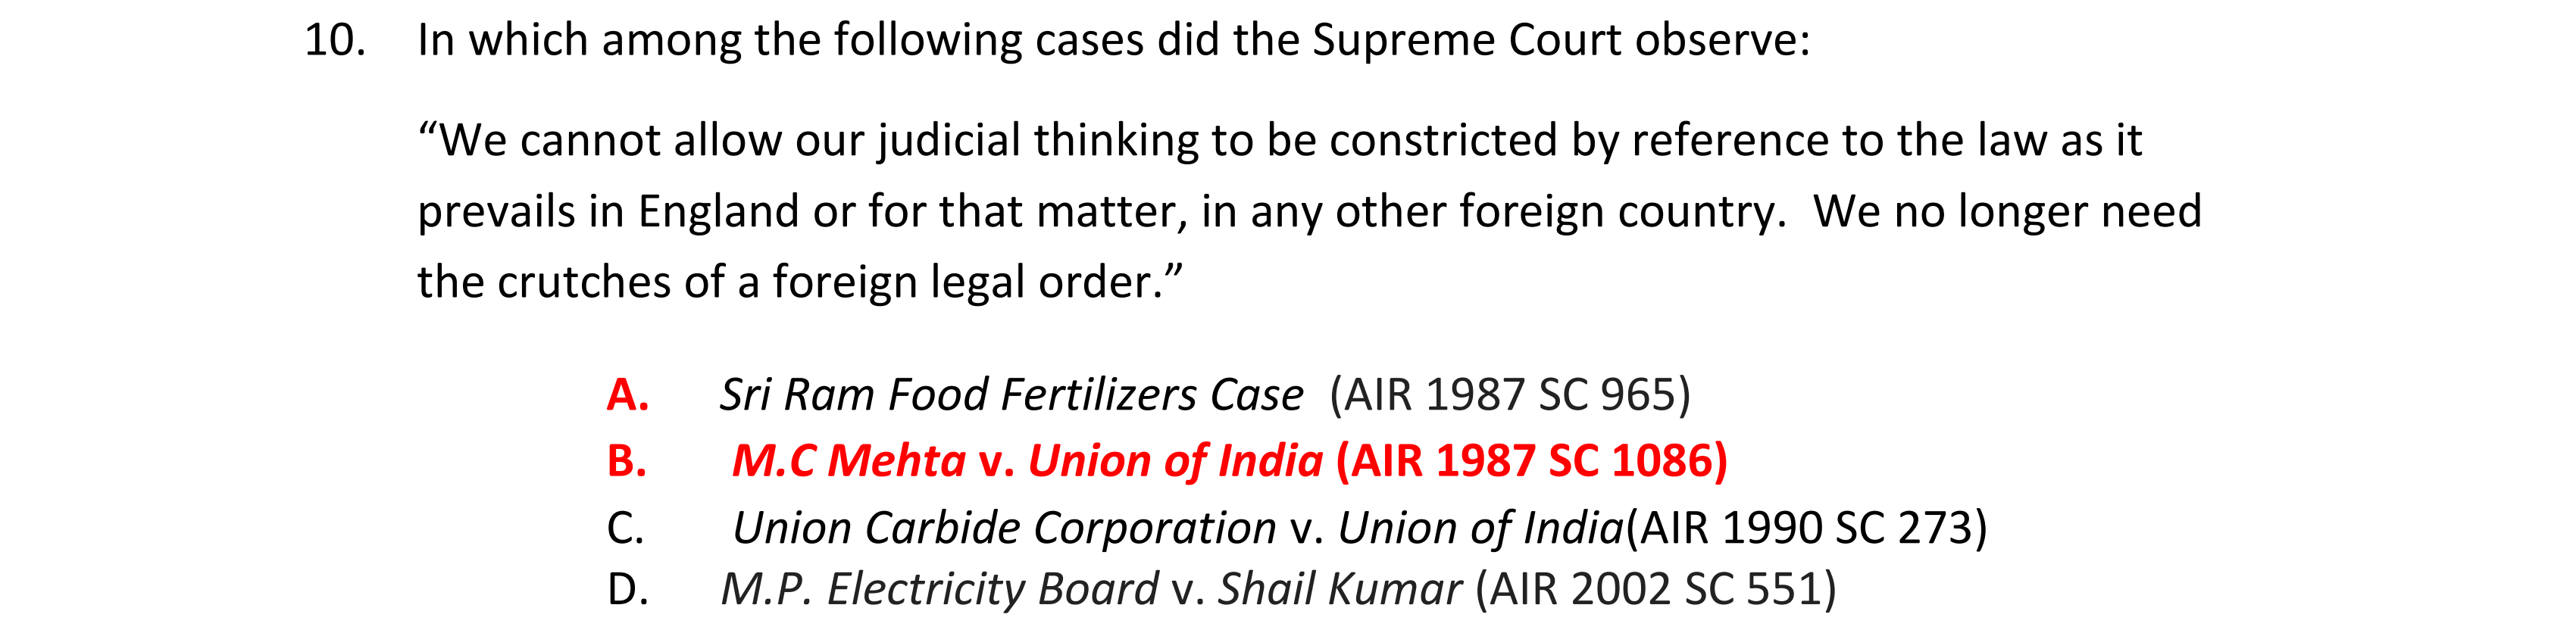 10. In which among the following cases did the Supreme Court observe:
“We cannot allow our judicial thinking to be constricted by reference to the law as it
prevails in England or for that matter, in any other foreign country.  We no longer need
the crutches of a foreign legal order.”
A. Sri Ram Food Fertilizers Case  (AIR 1987 SC 965)
B. M.C Mehta v. Union of India (AIR 1987 SC 1086)
C. Union Carbide Corporation v. Union of India(AIR 1990 SC 273)
D. M.P. Electricity Board v. Shail Kumar (AIR 2002 SC 551)